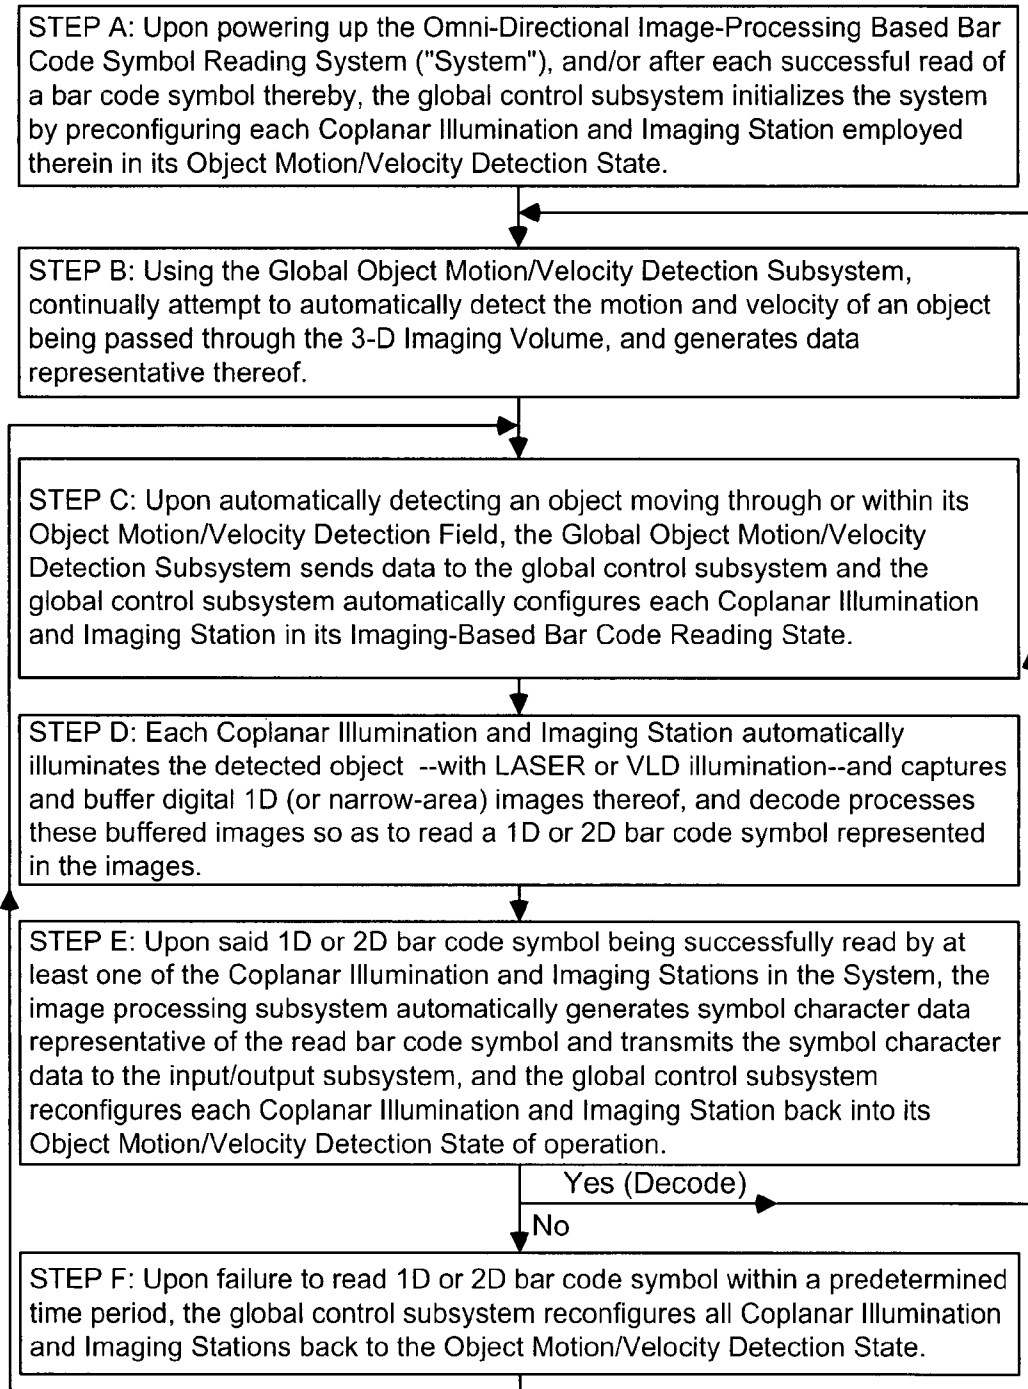 STEP A: Upon powering up the Omni-Directional Image-Processing Based Bar
Code Symbol Reading System ("System"), and/or after each successful read of
a bar code symbol thereby, the global control subsystem initializes the system
by preconfiguring each Coplanar Illumination and Imaging Station employed
therein in its Object Motion/Velocity Detection State.
STEP B: Using the Global Object Motion/Velocity Detection Subsystem,
continually attempt to automatically detect the motion and velocity of an object
being passed through the 3-D Imaging Volume, and generates data
representative thereof.
STEP C: Upon automatically detecting an object moving through or within its
Object Motion/Velocity Detection Field, the Global Object Motion/Velocity
Detection Subsystem sends data to the global control subsystem and the
global control subsystem automatically configures each Coplanar Illumination
and Imaging Station in its Imaging-Based Bar Code Reading State.
STEP D: Each Coplanar Illumination and Imaging Station automatically
illuminates the detected object --with LASER or VLD illumination--and captures
and buffer digital 1D (or narrow-area) images thereof, and decode processes
these buffered images so as to read a 1D or 2D bar code symbol represented
in the images.
STEP E: Upon said 1D or 2D bar code symbol being successfully read by at
least one of the Coplanar Illumination and Imaging Stations in the System, the
image processing subsystem automatically generates symbol character data
representative of the read bar code symbol and transmits the symbol character
data to the input/output subsystem, and the global control subsystem
reconfigures each Coplanar Illumination and Imaging Station back into its
Object Motion/Velocity Detection State of operation.
Yes (Decode)
No
STEP F: Upon failure to read 1D or 2D bar code symbol within a predetermined
time period, the global control subsystem reconfigures all Coplanar Illumination
and Imaging Stations back to the Object Motion/Velocity Detection State.